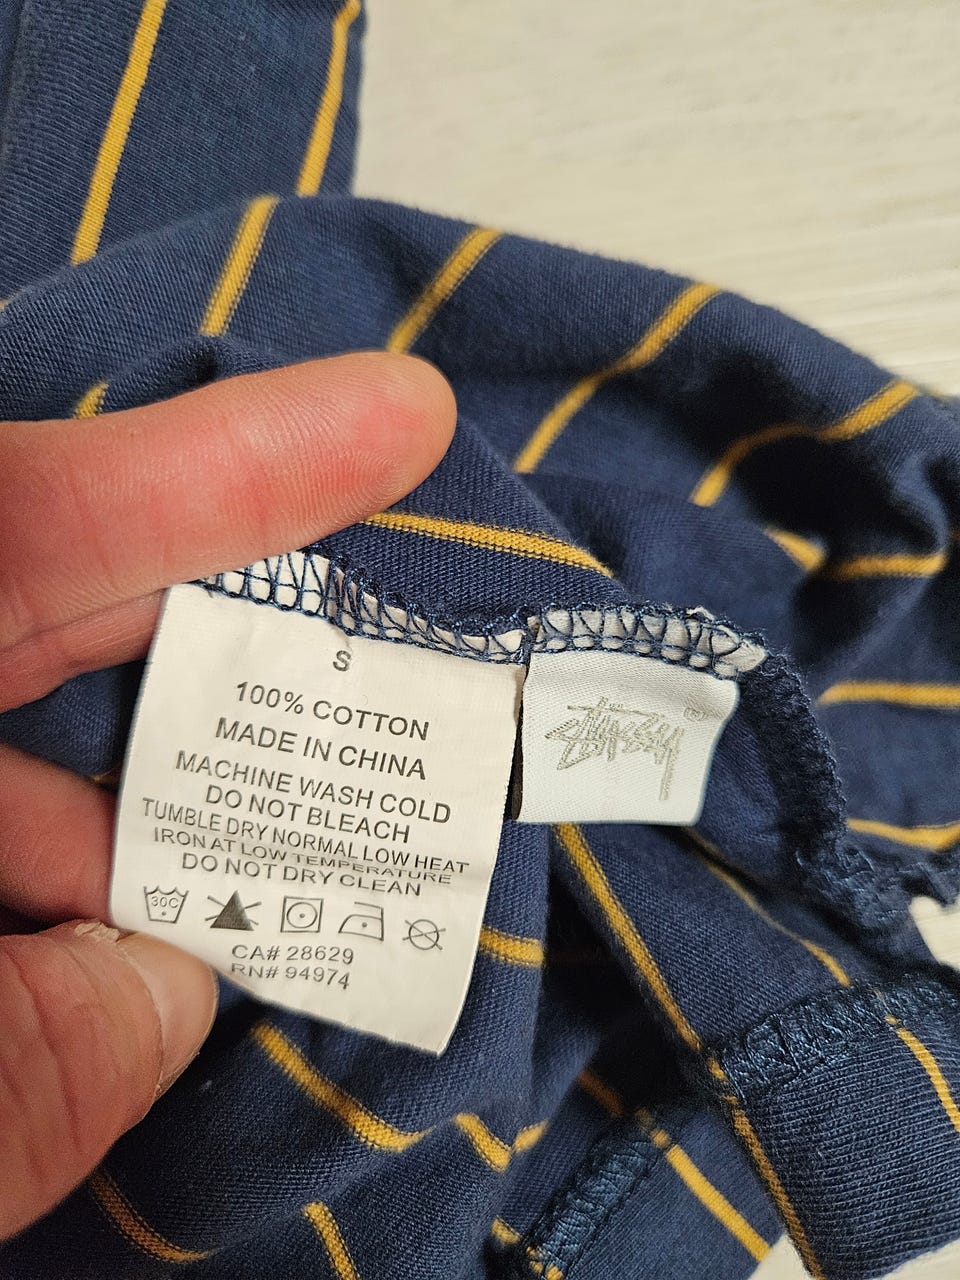 S
100% COTTON
MADE IN CHINA
MACHINE WASH COLD
DO NOT BLEACH
TUMBLE DRY NORMAL LOW HEAT
IRON AT LOW TEMPERATURE
DO NOT DRY CLEAN
30C
CA# 28629
RN# 94974
Stüssy ®